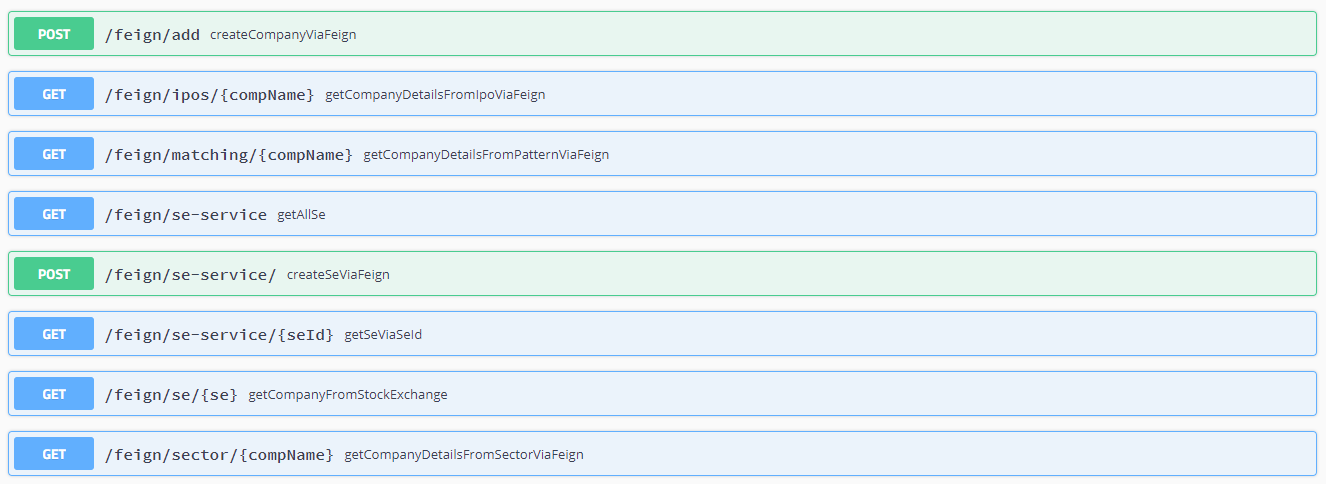 POST /feign/add createCompanyViaFeign
GET /feign/ipos/{compName} getCompanyDetailsFromIpoViaFeign
GET /feign/matching/{compName} getCompanyDetailsFromPatternViaFeign
GET /feign/se-service getAllSe
POST /feign/se-service/ createSeViaFeign
GET /feign/se-service/{seId} getSeViaSeId
GET /feign/se/{se} getCompanyFromStockExchange
GET /feign/sector/{compName} getCompanyDetailsFromSectorViaFeign